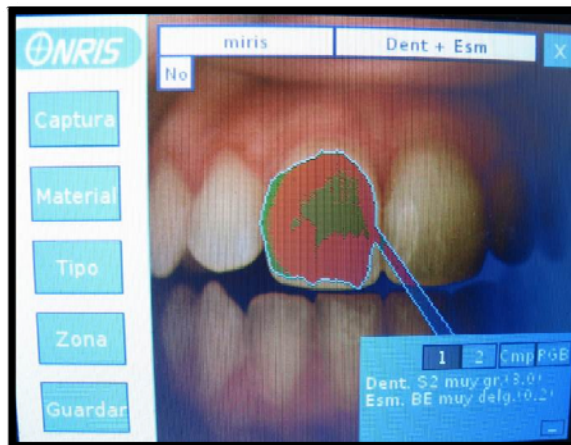 ONRIS
miris
Dent + Esm
X
No
Captura
Material
Tipo
Zona
Guardar
1 2 Cmp RGB
Dent. S2 muy gr.(3.0)
Esm. BE muy delg.(0.2)